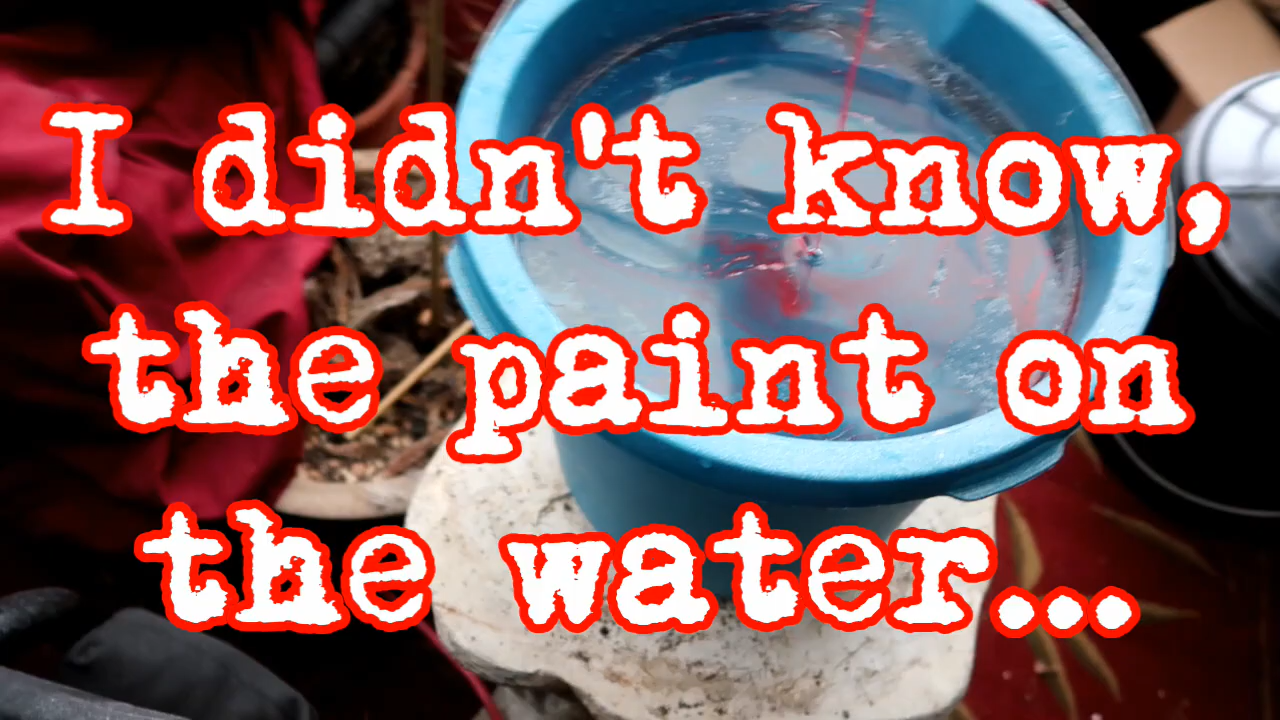 I didn't know,
the paint on
the water...